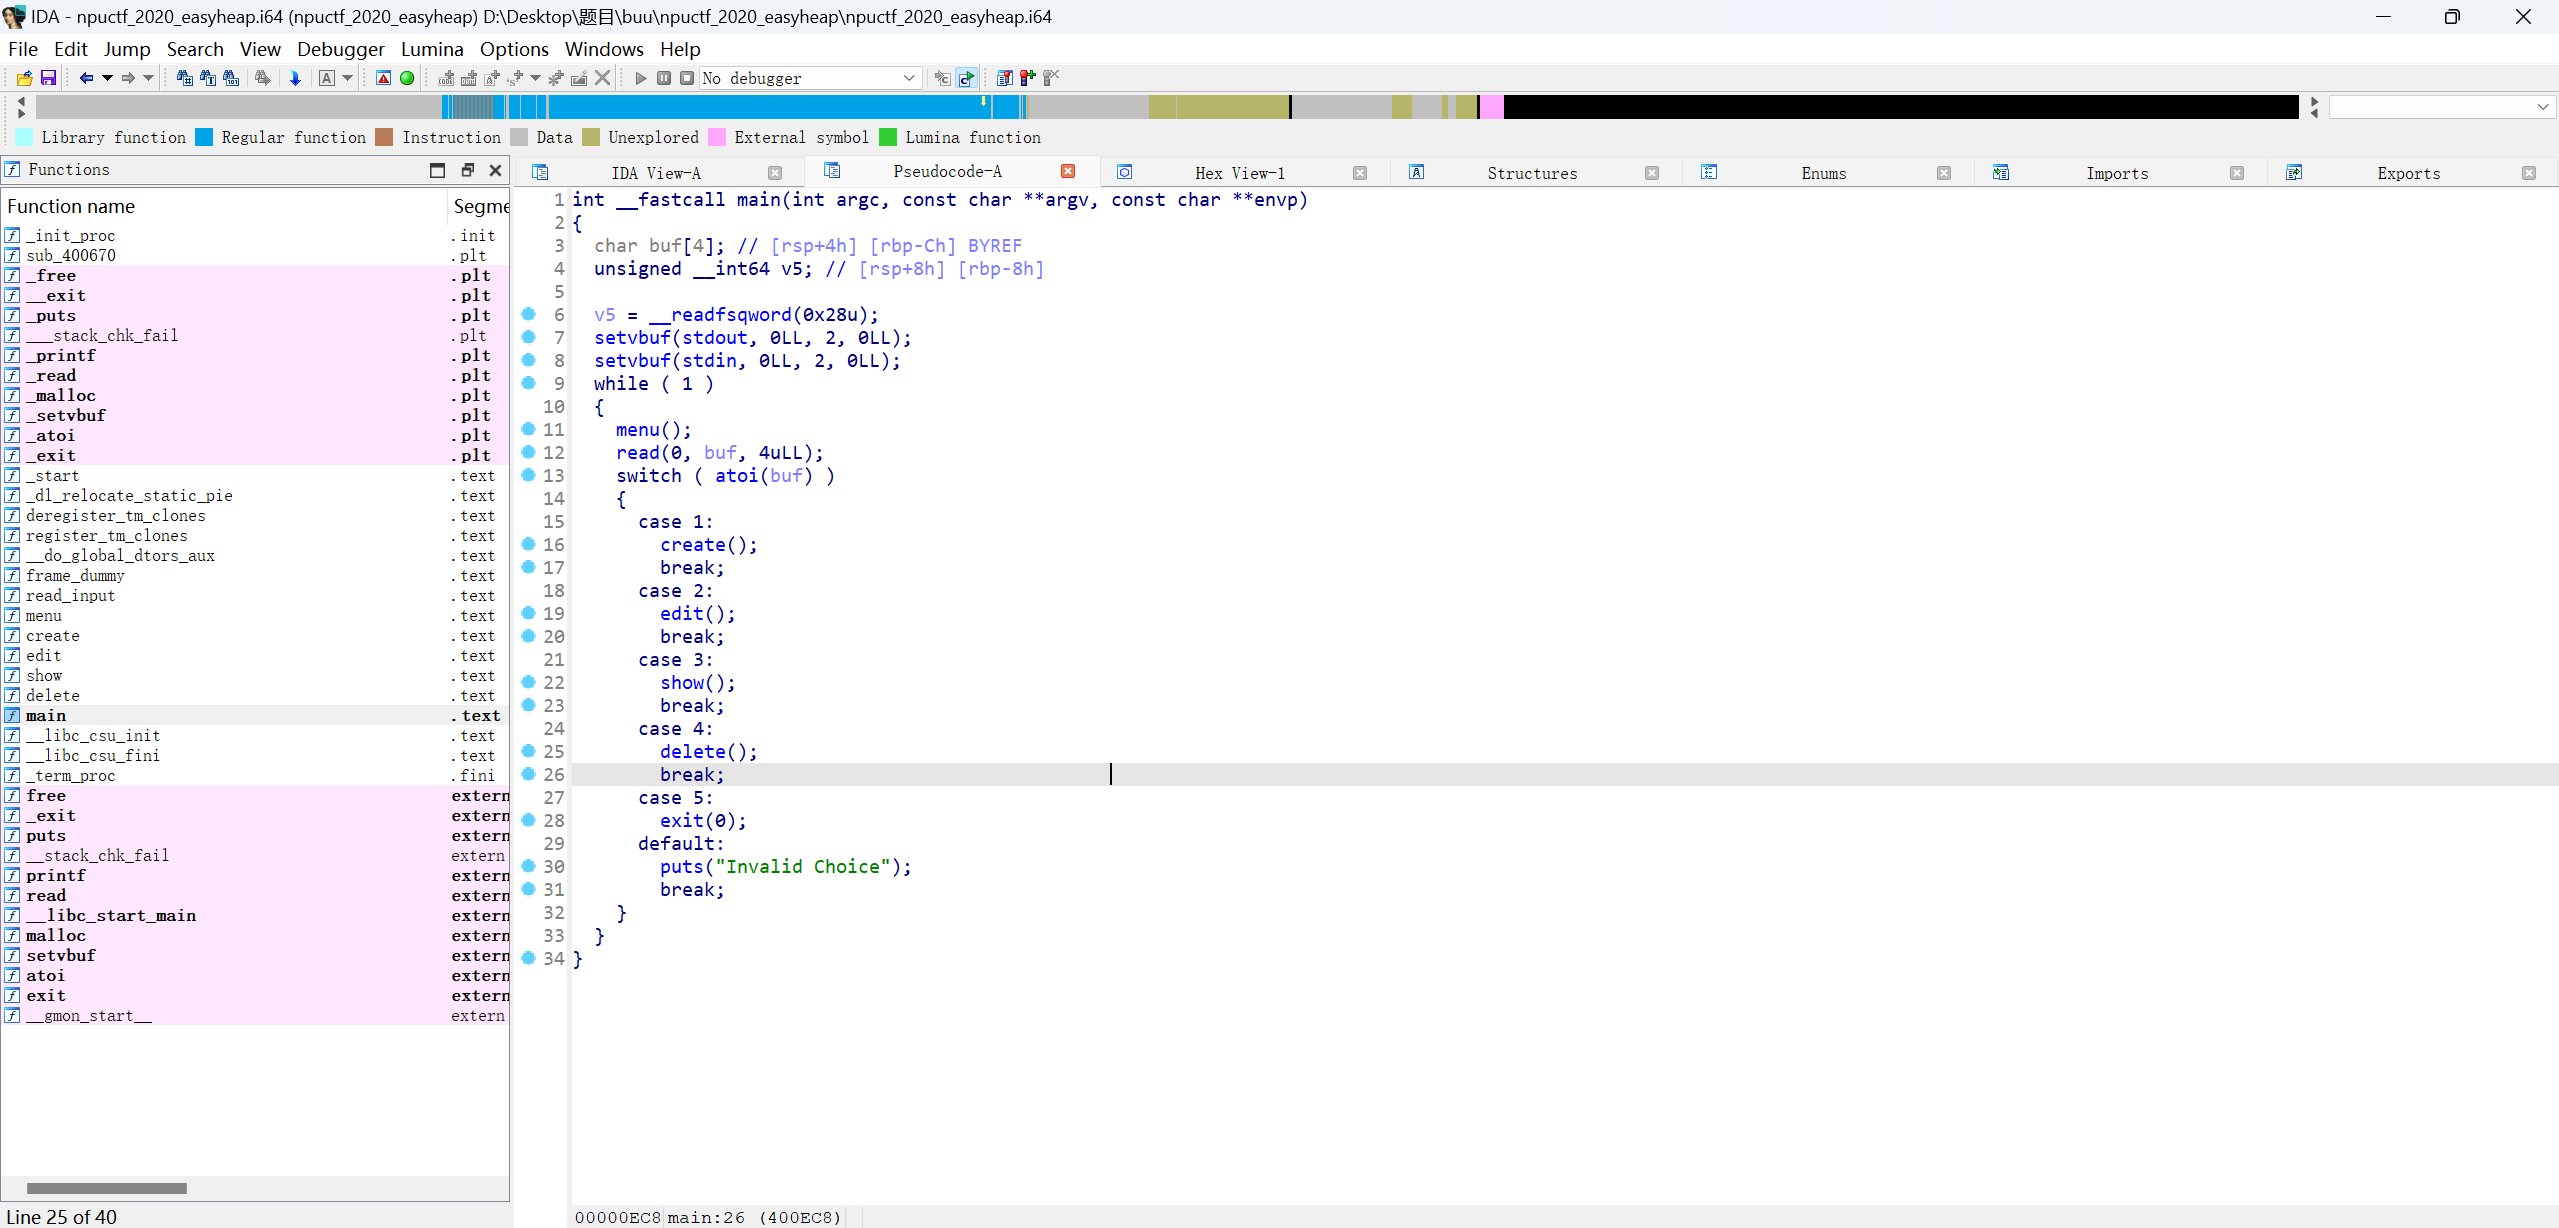 IDA - npuctf_2020_easyheap.i64 (npuctf_2020_easyheap) D:\Desktop\题目\buu\npuctf_2020_easyheap\npuctf_2020_easyheap.i64
File Edit Jump Search View Debugger Lumina Options Windows Help
No debugger
Library function Regular function Instruction Data Unexplored External symbol Lumina function
Functions
Function name Segme
_init_proc .init
sub_400670 .plt
_free .plt
__exit .plt
_puts .plt
___stack_chk_fail .plt
_printf .plt
_read .plt
_malloc .plt
_setvbuf .plt
_atoi .plt
_exit .plt
_start .text
_dl_relocate_static_pie .text
deregister_tm_clones .text
register_tm_clones .text
__do_global_dtors_aux .text
frame_dummy .text
read_input .text
menu .text
create .text
edit .text
show .text
delete .text
main .text
__libc_csu_init .text
__libc_csu_fini .text
_term_proc .fini
free extern
_exit extern
puts extern
__stack_chk_fail extern
printf extern
read extern
__libc_start_main extern
malloc extern
setvbuf extern
atoi extern
exit extern
__gmon_start__ extern
Line 25 of 40
IDA View-A Pseudocode-A Hex View-1 Structures Enums Imports Exports
1 int __fastcall main(int argc, const char **argv, const char **envp)
2 {
3 char buf[4]; // [rsp+4h] [rbp-Ch] BYREF
4 unsigned __int64 v5; // [rsp+8h] [rbp-8h]
5
6 v5 = __readfsqword(0x28u);
7 setvbuf(stdout, 0LL, 2, 0LL);
8 setvbuf(stdin, 0LL, 2, 0LL);
9 while ( 1 )
10 {
11 menu();
12 read(0, buf, 4uLL);
13 switch ( atoi(buf) )
14 {
15 case 1:
16 create();
17 break;
18 case 2:
19 edit();
20 break;
21 case 3:
22 show();
23 break;
24 case 4:
25 delete();
26 break;
27 case 5:
28 exit(0);
29 default:
30 puts("Invalid Choice");
31 break;
32 }
33 }
34 }
00000EC8 main:26 (400EC8)